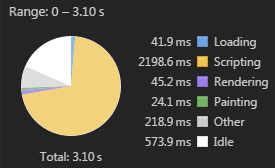 Range: 0 – 3.10 s
41.9 ms Loading
2198.6 ms Scripting
45.2 ms Rendering
24.1 ms Painting
218.9 ms Other
573.9 ms Idle
Total: 3.10 s